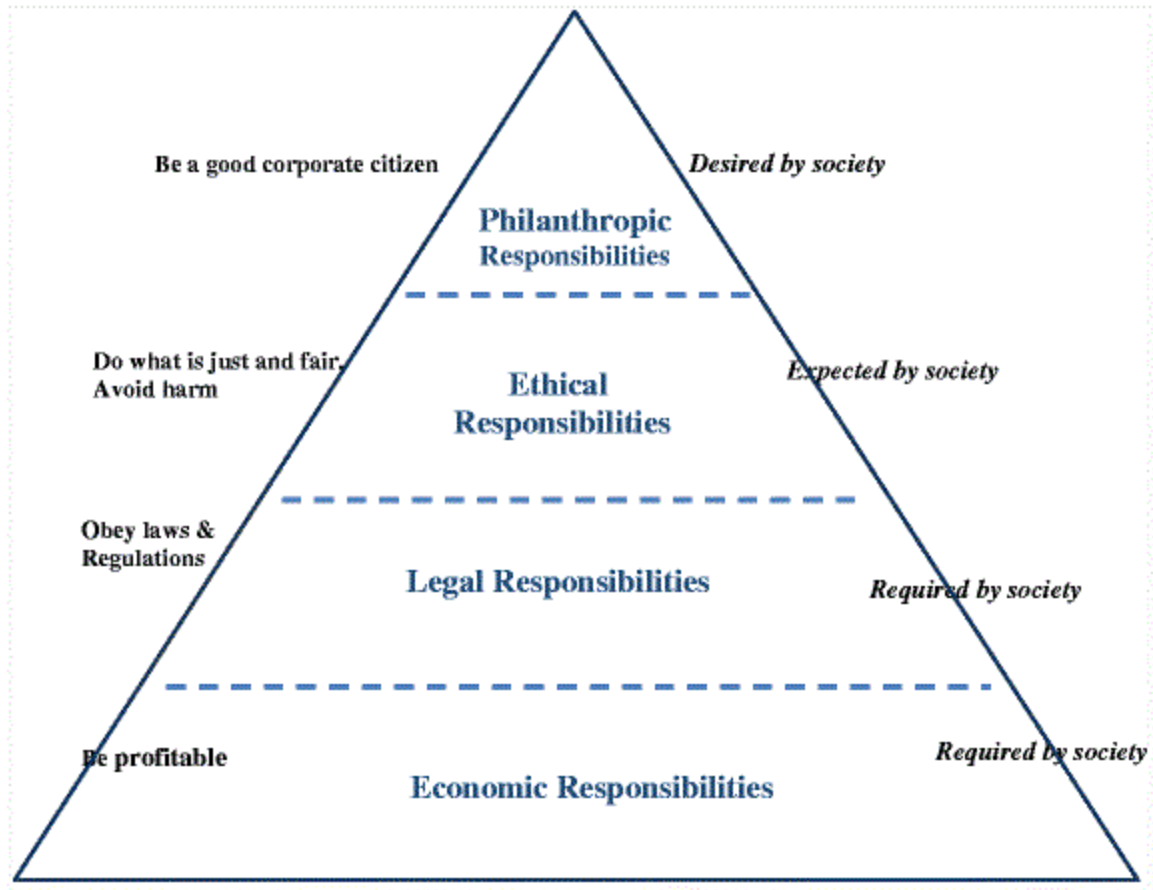 Be a good corporate citizen
Desired by society
Philanthropic
Responsibilities
Do what is just and fair,
Avoid harm
Expected by society
Ethical
Responsibilities
Obey laws &
Regulations
Legal Responsibilities
Required by society
Be profitable
Required by society
Economic Responsibilities